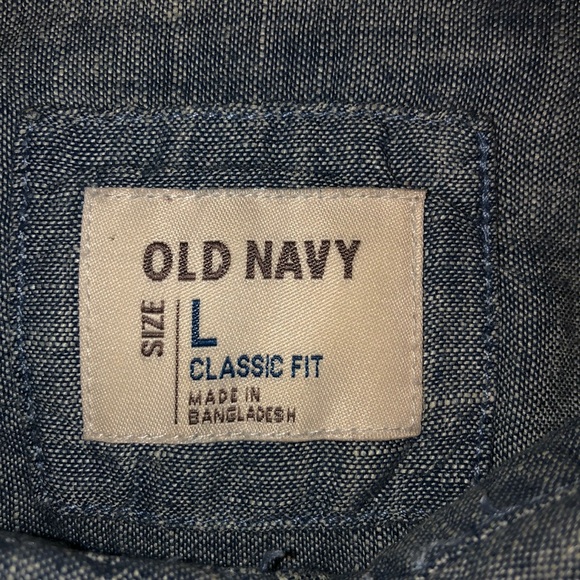 OLD NAVY
SIZE
L
CLASSIC FIT
MADE IN
BANGLADESH